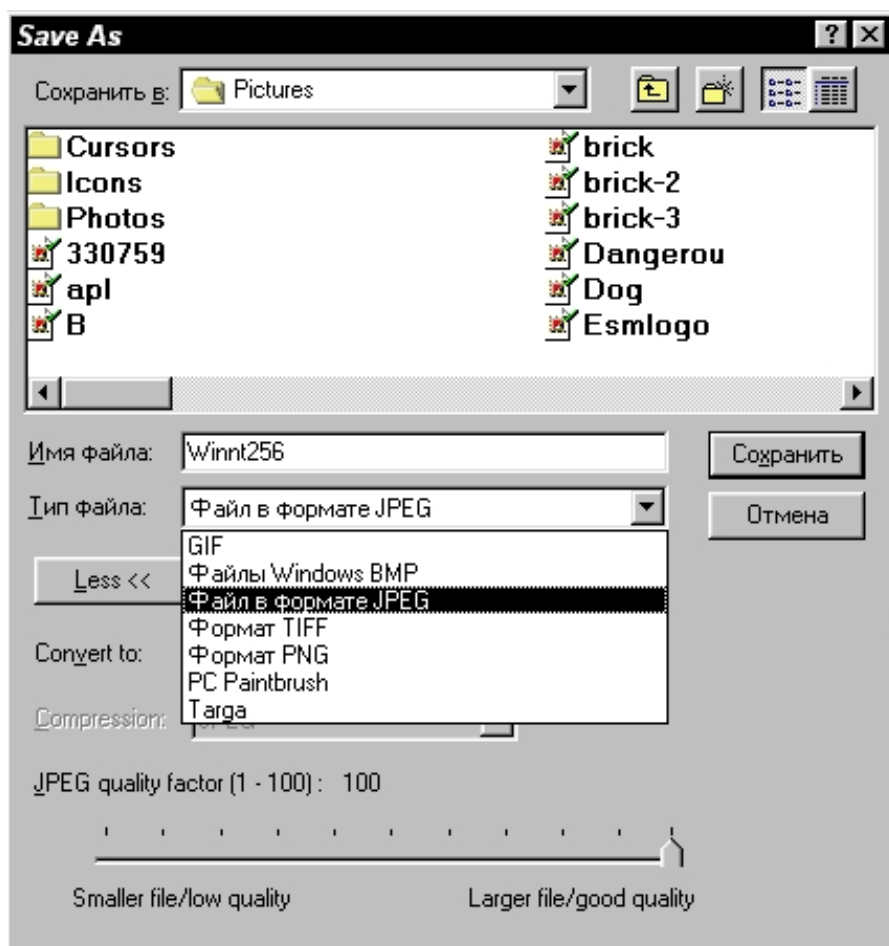 Save As
Сохранить в: Pictures
Cursors
Icons
Photos
330759
apl
B
brick
brick-2
brick-3
Dangerou
Dog
Esmlogo
Имя файла: Winnt256
Сохранить
Тип файла: Файл в формате JPEG
Отмена
GIF
Файлы Windows BMP
Файл в формате JPEG
Формат TIFF
Формат PNG
PC Paintbrush
Targa
Less <<
Convert to:
Compression: JPEG
JPEG quality factor (1 - 100) : 100
Smaller file/low quality
Larger file/good quality